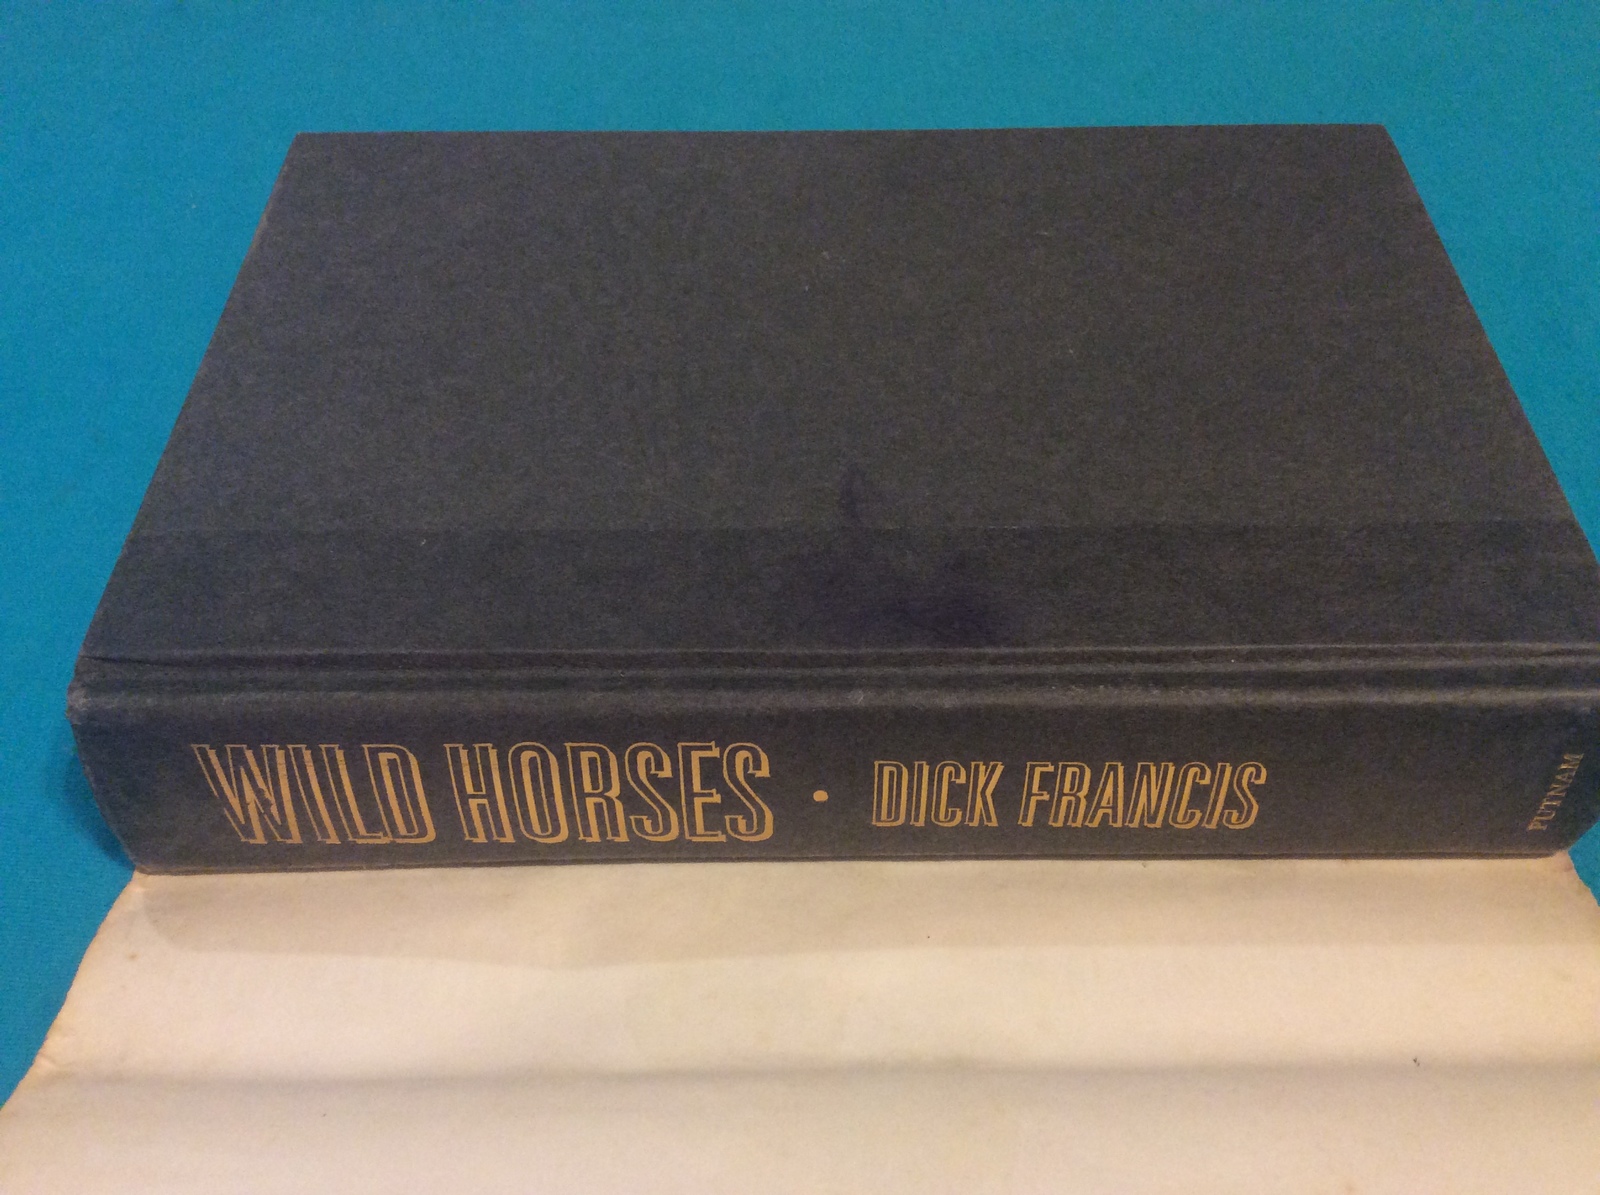 WILD HORSES • DICK FRANCIS
PUTNAM